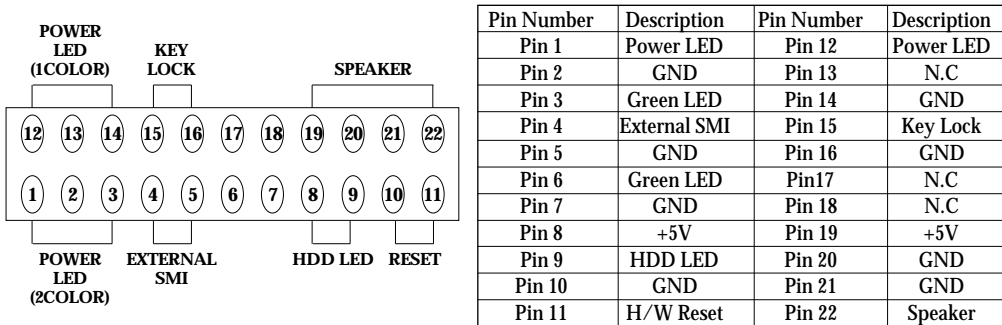 POWER
LED
(1COLOR)
KEY
LOCK
SPEAKER
12 13 14 15 16 17 18 19 20 21 22
1 2 3 4 5 6 7 8 9 10 11
POWER
LED
(2COLOR)
EXTERNAL
SMI
HDD LED
RESET
Pin Number Description Pin Number Description
Pin 1 Power LED Pin 12 Power LED
Pin 2 GND Pin 13 N.C
Pin 3 Green LED Pin 14 GND
Pin 4 External SMI Pin 15 Key Lock
Pin 5 GND Pin 16 GND
Pin 6 Green LED Pin17 N.C
Pin 7 GND Pin 18 N.C
Pin 8 +5V Pin 19 +5V
Pin 9 HDD LED Pin 20 GND
Pin 10 GND Pin 21 GND
Pin 11 H/W Reset Pin 22 Speaker